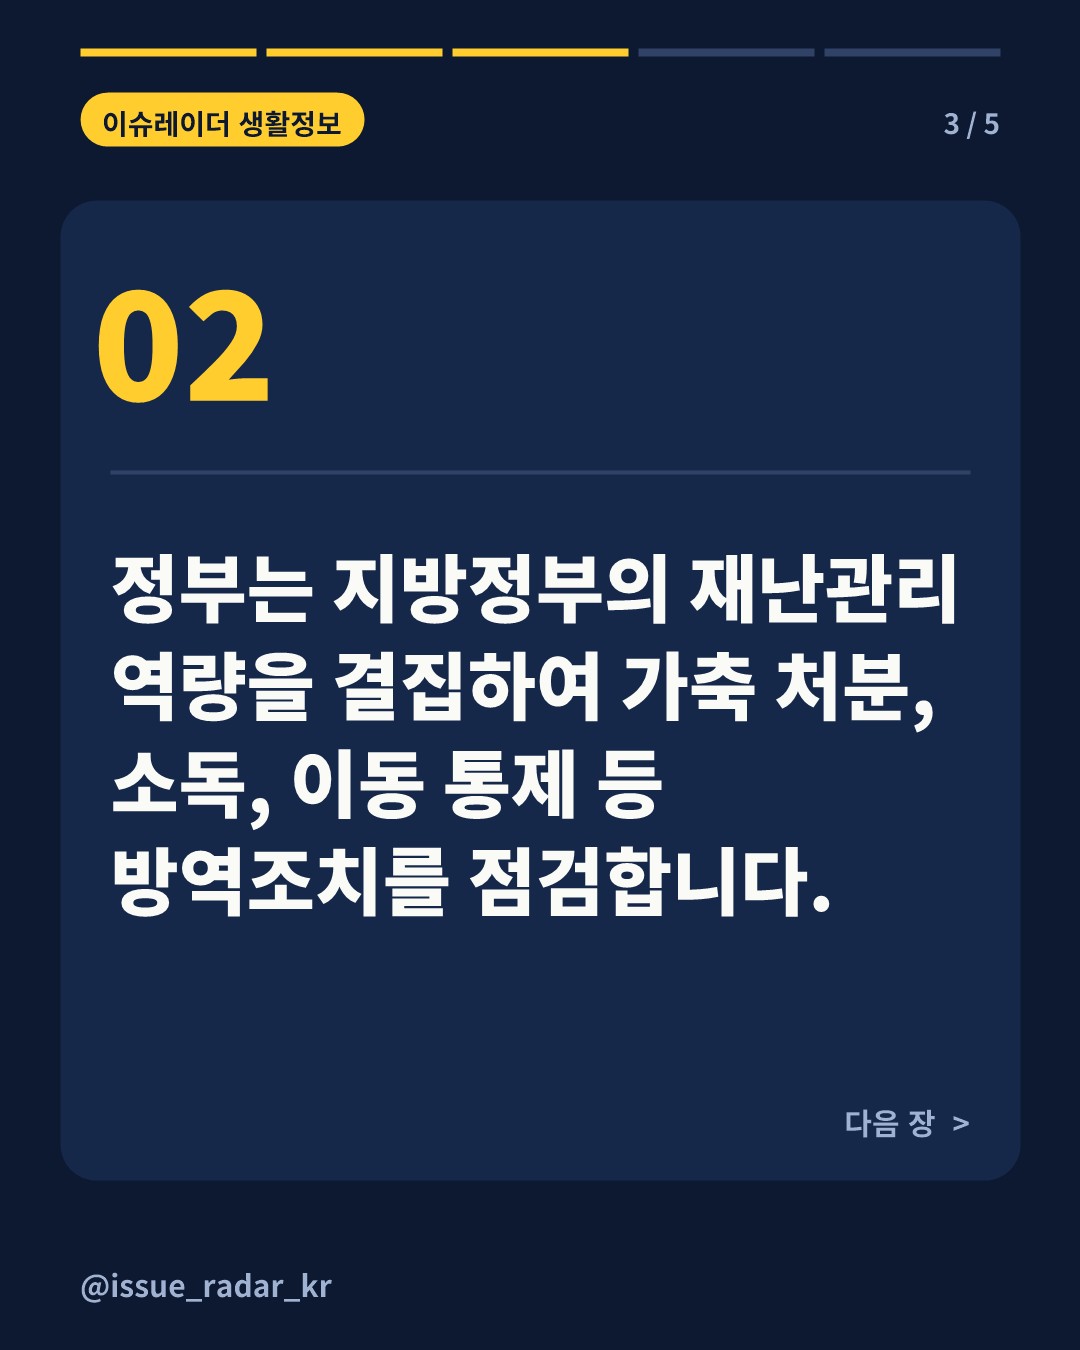 이슈레이더 생활정보
3 / 5
02
정부는 지방정부의 재난관리
역량을 결집하여 가축 처분,
소독, 이동 통제 등
방역조치를 점검합니다.
다음 장 >
@issue_radar_kr